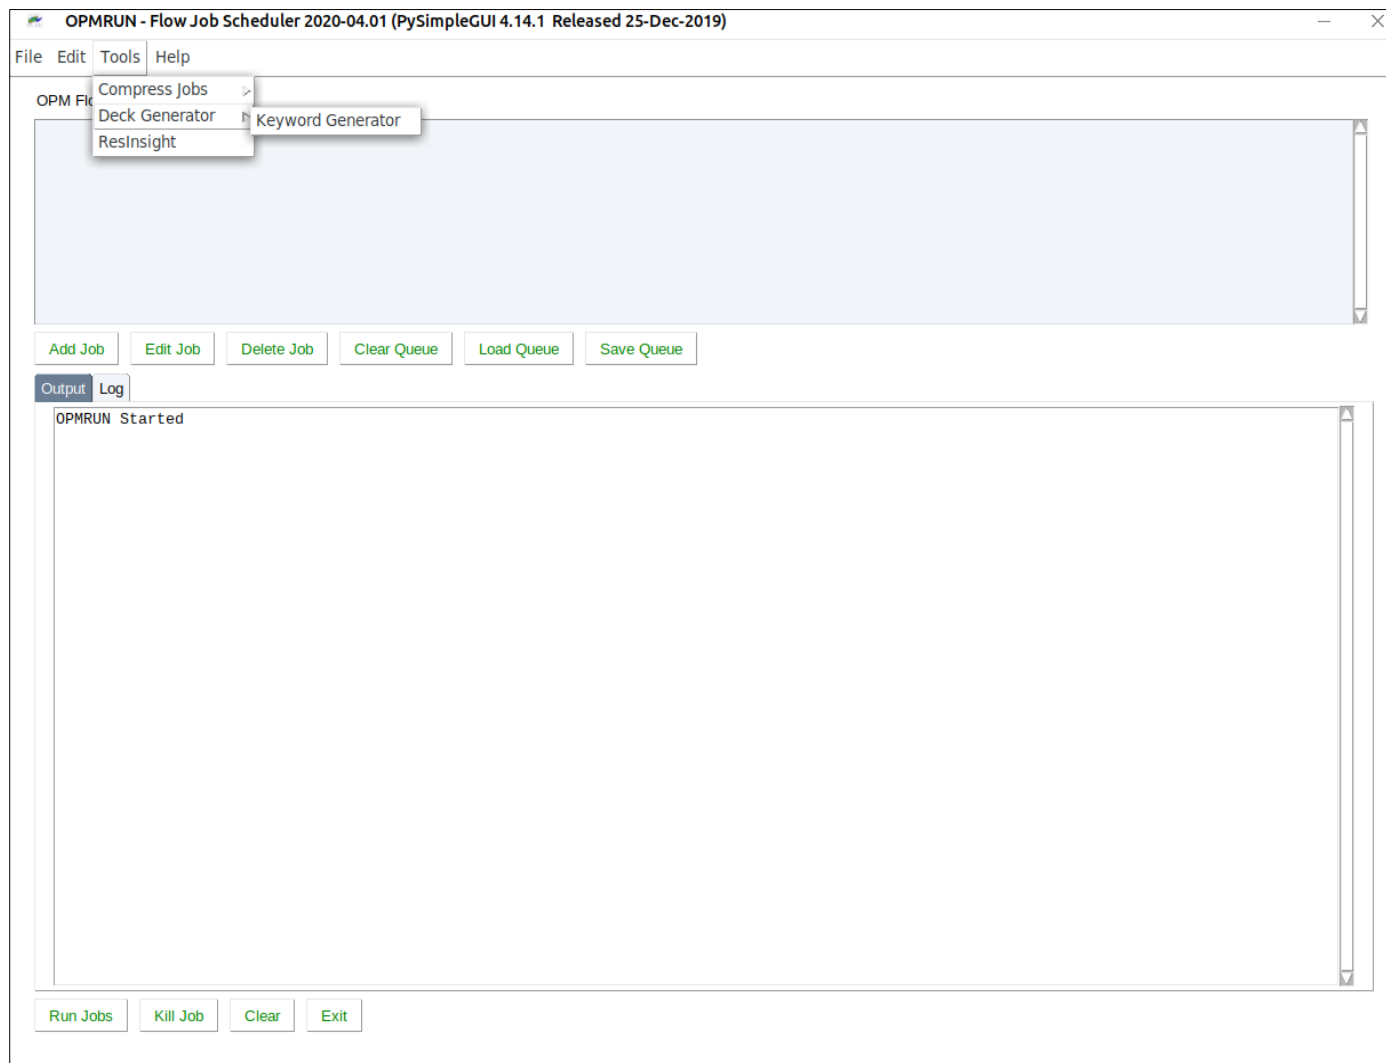 OPMRUN - Flow Job Scheduler 2020-04.01 (PySimpleGUI 4.14.1 Released 25-Dec-2019)
File Edit Tools Help
Compress Jobs
OPM
Deck Generator
Keyword Generator
ResInsight
Add Job Edit Job Delete Job Clear Queue Load Queue Save Queue
Output Log
OPMRUN Started
Run Jobs Kill Job Clear Exit